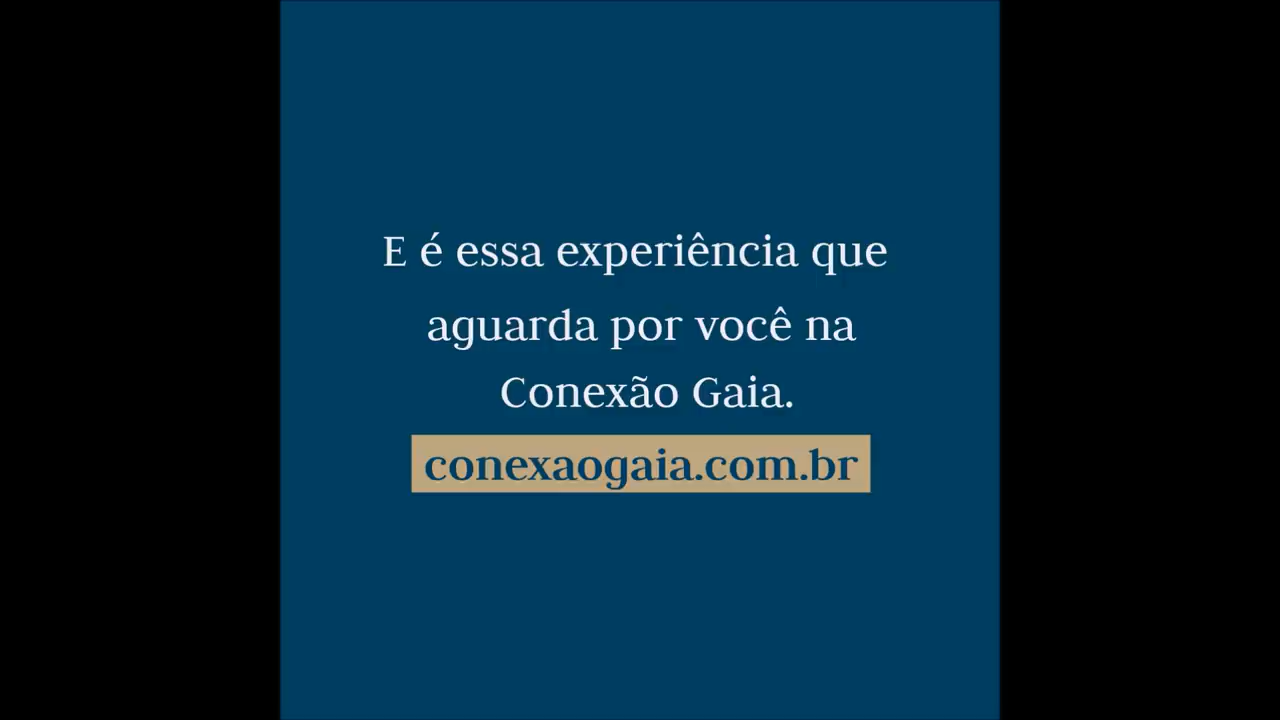 E é essa experiência que
aguarda por você na
Conexão Gaia.
conexaogaia.com.br